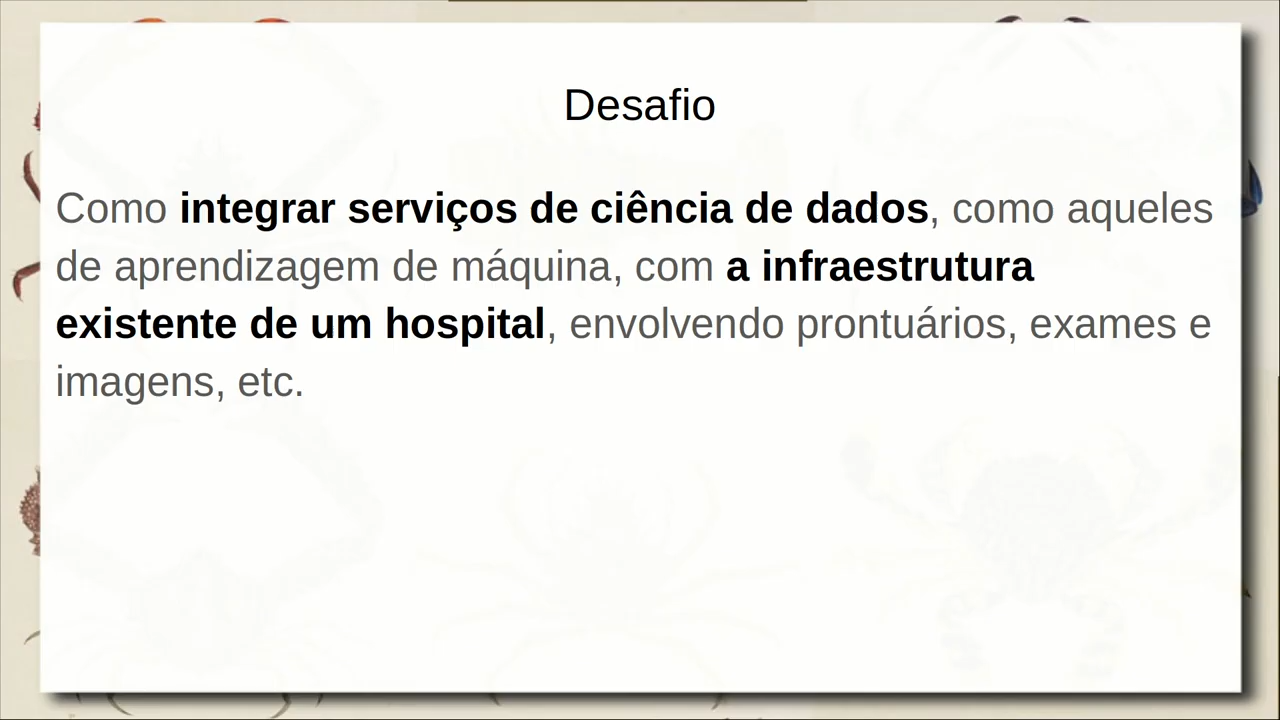 Desafio
Como integrar serviços de ciência de dados, como aqueles
de aprendizagem de máquina, com a infraestrutura
existente de um hospital, envolvendo prontuários, exames e
imagens, etc.